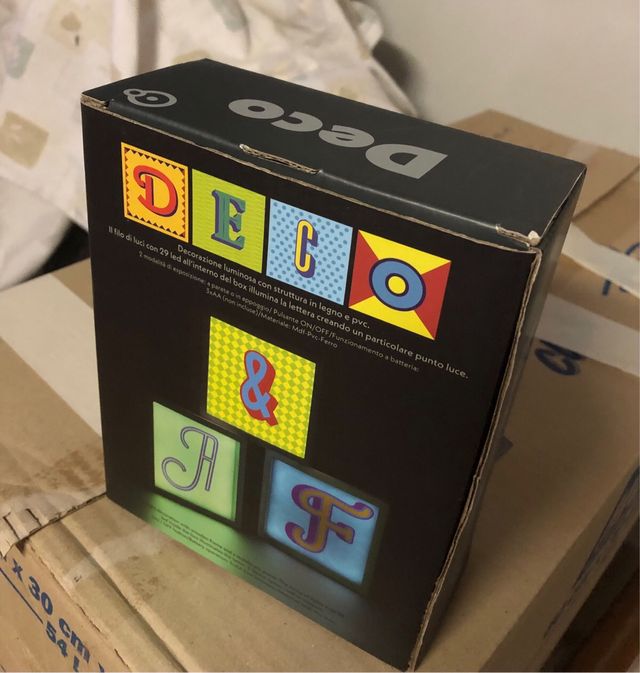 Deco
D E C O
Decorazione luminosa con struttura in legno e pvc.
Il filo di luci con 29 led all'interno del box illumina la lettera creando un particolare punto luce.
2 modalità di esposizione: a parete o in appoggio/ Pulsante ON/OFF/Funzionamento a batteria:
3xAA (non incluse)/Materiale: Mdf-Pvc-Ferro
&
A F
x 30 cm x
54 L